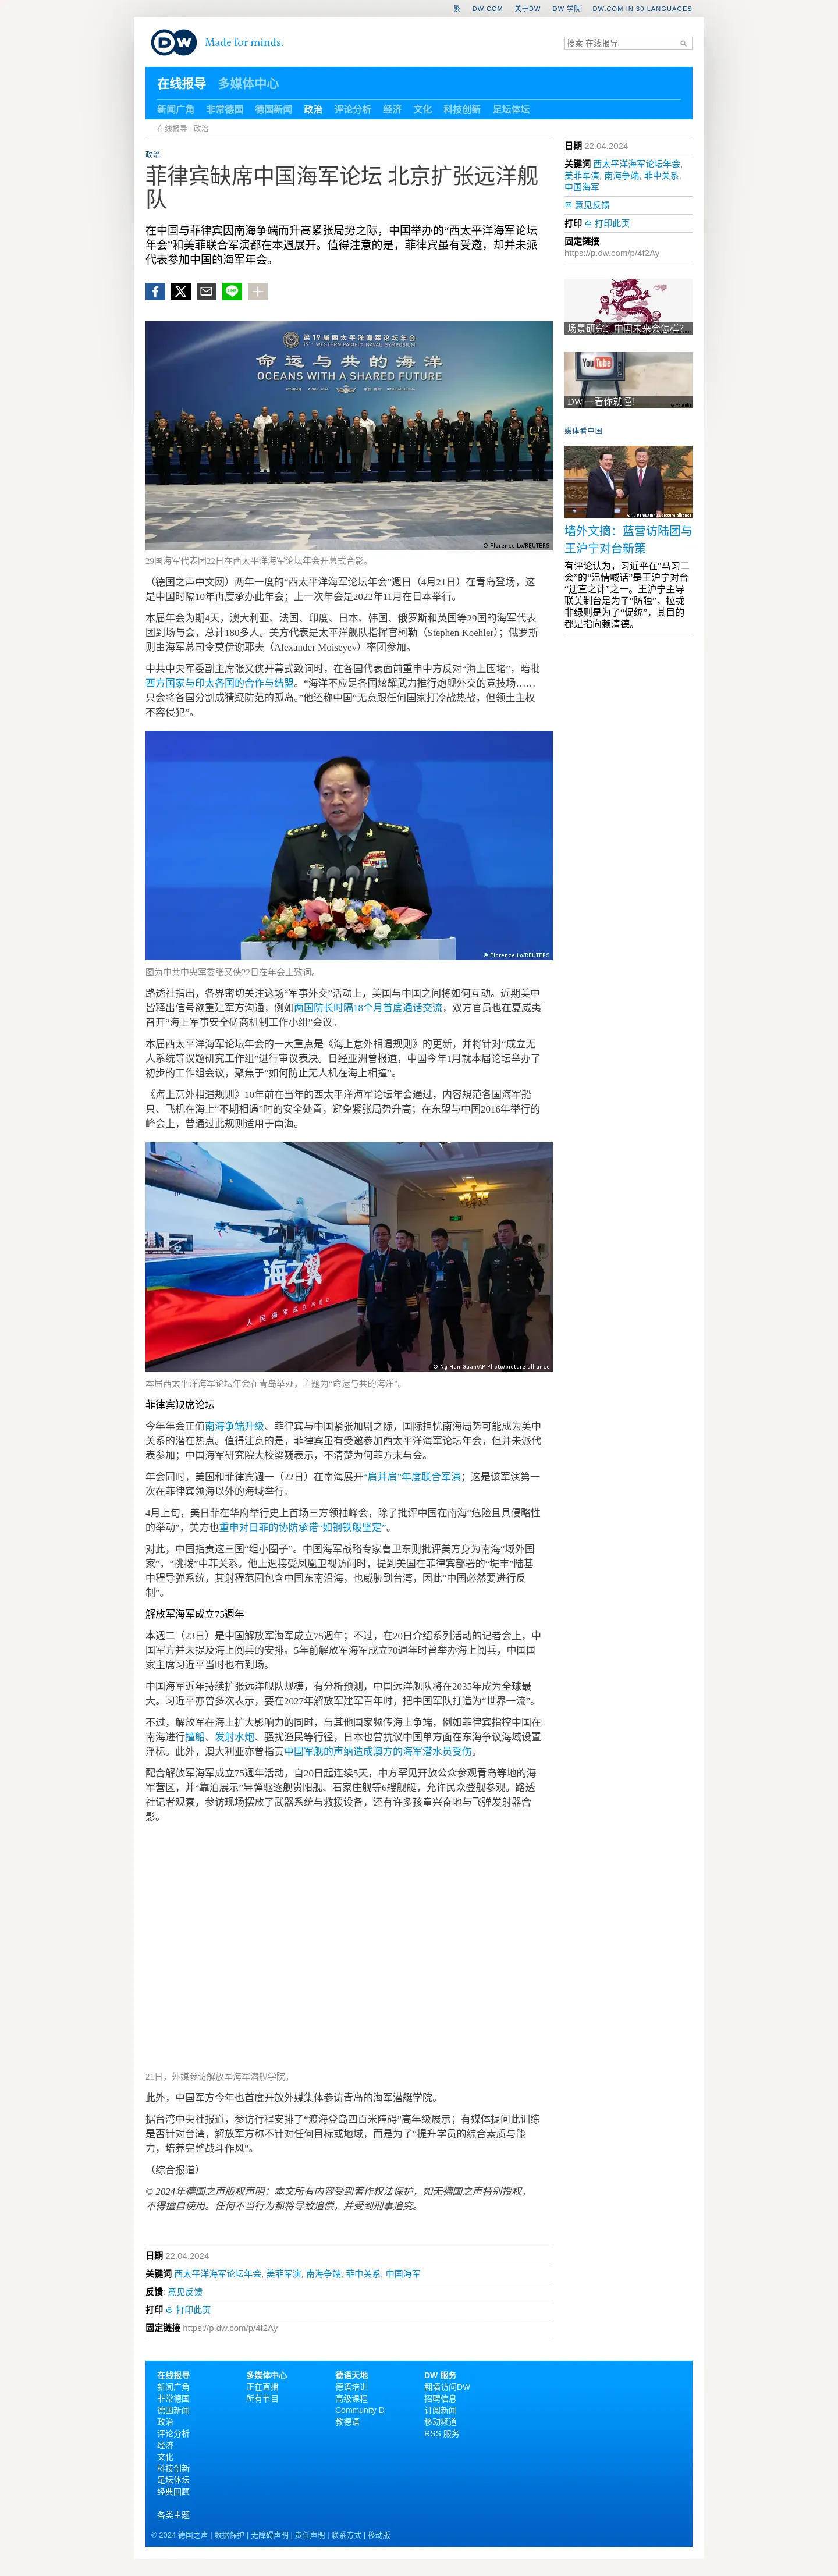 繁 DW.COM 关于DW DW 学院 DW.COM IN 30 LANGUAGES
DW Made for minds.
搜索 在线报导
在线报导 多媒体中心
新闻广角 非常德国 德国新闻 政治 评论分析 经济 文化 科技创新 足坛体坛
在线报导 / 政治
政治
菲律宾缺席中国海军论坛 北京扩张远洋舰
队
在中国与菲律宾因南海争端而升高紧张局势之际，中国举办的“西太平洋海军论坛
年会”和美菲联合军演都在本週展开。值得注意的是，菲律宾虽有受邀，却并未派
代表参加中国的海军年会。
第19届西太平洋海军论坛年会
19TH WESTERN PACIFIC NAVAL SYMPOSIUM
命运与共的海洋
OCEANS WITH A SHARED FUTURE
© Florence Lo/REUTERS
29国海军代表团22日在西太平洋海军论坛年会开幕式合影。
（德国之声中文网）两年一度的“西太平洋海军论坛年会”週日（4月21日）在青岛登场，这
是中国时隔10年再度承办此年会；上一次年会是2022年11月在日本举行。
本届年会为期4天，澳大利亚、法国、印度、日本、韩国、俄罗斯和英国等29国的海军代表
团到场与会，总计180多人。美方代表是太平洋舰队指挥官柯勒（Stephen Koehler）；俄罗斯
则由海军总司令莫伊谢耶夫（Alexander Moiseyev）率团参加。
中共中央军委副主席张又侠开幕式致词时，在各国代表面前重申中方反对“海上围堵”，暗批
西方国家与印太各国的合作与结盟。“海洋不应是各国炫耀武力推行炮舰外交的竞技场……
只会将各国分割成猜疑防范的孤岛。”他还称中国“无意跟任何国家打冷战热战，但领土主权
不容侵犯”。
© Florence Lo/REUTERS
图为中共中央军委张又侠22日在年会上致词。
路透社指出，各界密切关注这场“军事外交”活动上，美国与中国之间将如何互动。近期美中
皆释出信号欲重建军方沟通，例如两国防长时隔18个月首度通话交流，双方官员也在夏威夷
召开“海上军事安全磋商机制工作小组”会议。
本届西太平洋海军论坛年会的一大重点是《海上意外相遇规则》的更新，并将针对“成立无
人系统等议题研究工作组”进行审议表决。日经亚洲曾报道，中国今年1月就本届论坛举办了
初步的工作组会议，聚焦于“如何防止无人机在海上相撞”。
《海上意外相遇规则》10年前在当年的西太平洋海军论坛年会通过，内容规范各国海军船
只、飞机在海上“不期相遇”时的安全处置，避免紧张局势升高；在东盟与中国2016年举行的
峰会上，曾通过此规则适用于南海。
海之翼
人民海军成立75周年
© Ng Han Guan/AP Photo/picture alliance
本届西太平洋海军论坛年会在青岛举办，主题为“命运与共的海洋”。
菲律宾缺席论坛
今年年会正值南海争端升级、菲律宾与中国紧张加剧之际，国际担忧南海局势可能成为美中
关系的潜在热点。值得注意的是，菲律宾虽有受邀参加西太平洋海军论坛年会，但并未派代
表参加；中国海军研究院大校梁巍表示，不清楚为何菲方未与会。
年会同时，美国和菲律宾週一（22日）在南海展开“肩并肩”年度联合军演；这是该军演第一
次在菲律宾领海以外的海域举行。
4月上旬，美日菲在华府举行史上首场三方领袖峰会，除了批评中国在南海“危险且具侵略性
的举动”，美方也重申对日菲的协防承诺“如钢铁般坚定”。
对此，中国指责这三国“组小圈子”。中国海军战略专家曹卫东则批评美方身为南海“域外国
家”，“挑拨”中菲关系。他上週接受凤凰卫视访问时，提到美国在菲律宾部署的“堤丰”陆基
中程导弹系统，其射程范围包含中国东南沿海，也威胁到台湾，因此“中国必然要进行反
制”。
解放军海军成立75週年
本週二（23日）是中国解放军海军成立75週年；不过，在20日介绍系列活动的记者会上，中
国军方并未提及海上阅兵的安排。5年前解放军海军成立70週年时曾举办海上阅兵，中国国
家主席习近平当时也有到场。
中国海军近年持续扩张远洋舰队规模，有分析预测，中国远洋舰队将在2035年成为全球最
大。习近平亦曾多次表示，要在2027年解放军建军百年时，把中国军队打造为“世界一流”。
不过，解放军在海上扩大影响力的同时，与其他国家频传海上争端，例如菲律宾指控中国在
南海进行撞船、发射水炮、骚扰渔民等行径，日本也曾抗议中国单方面在东海争议海域设置
浮标。此外，澳大利亚亦曾指责中国军舰的声纳造成澳方的海军潜水员受伤。
配合解放军海军成立75週年活动，自20日起连续5天，中方罕见开放公众参观青岛等地的海
军营区，并“靠泊展示”导弹驱逐舰贵阳舰、石家庄舰等6艘舰艇，允许民众登舰参观。路透
社记者观察，参访现场摆放了武器系统与救援设备，还有许多孩童兴奋地与飞弹发射器合
影。
21日，外媒参访解放军海军潜舰学院。
此外，中国军方今年也首度开放外媒集体参访青岛的海军潜艇学院。
据台湾中央社报道，参访行程安排了“渡海登岛四百米障碍”高年级展示；有媒体提问此训练
是否针对台湾，解放军方称不针对任何目标或地域，而是为了“提升学员的综合素质与能
力，培养完整战斗作风”。
（综合报道）
© 2024年德国之声版权声明：本文所有内容受到著作权法保护，如无德国之声特别授权，
不得擅自使用。任何不当行为都将导致追偿，并受到刑事追究。
日期 22.04.2024
关键词 西太平洋海军论坛年会, 美菲军演, 南海争端, 菲中关系, 中国海军
反馈: 意见反馈
打印 打印此页
固定链接 https://p.dw.com/p/4f2Ay
日期 22.04.2024
关键词 西太平洋海军论坛年会,
美菲军演, 南海争端, 菲中关系,
中国海军
意见反馈
打印 打印此页
固定链接
https://p.dw.com/p/4f2Ay
场景研究：中国未来会怎样？
YouTube
DW 一看你就懂！
媒体看中国
© Ju Peng/Xinhua/picture alliance
墙外文摘：蓝营访陆团与
王沪宁对台新策
有评论认为，习近平在“马习二
会”的“温情喊话”是王沪宁对台
“迂直之计”之一。王沪宁主导
联美制台是为了“防独”，拉拢
非绿则是为了“促统”，其目的
都是指向赖清德。
在线报导
新闻广角
非常德国
德国新闻
政治
评论分析
经济
文化
科技创新
足坛体坛
经典回顾
各类主题
多媒体中心
正在直播
所有节目
德语天地
德语培训
高级课程
Community D
教德语
DW 服务
翻墙访问DW
招聘信息
订阅新闻
移动频道
RSS 服务
© 2024 德国之声 | 数据保护 | 无障碍声明 | 责任声明 | 联系方式 | 移动版